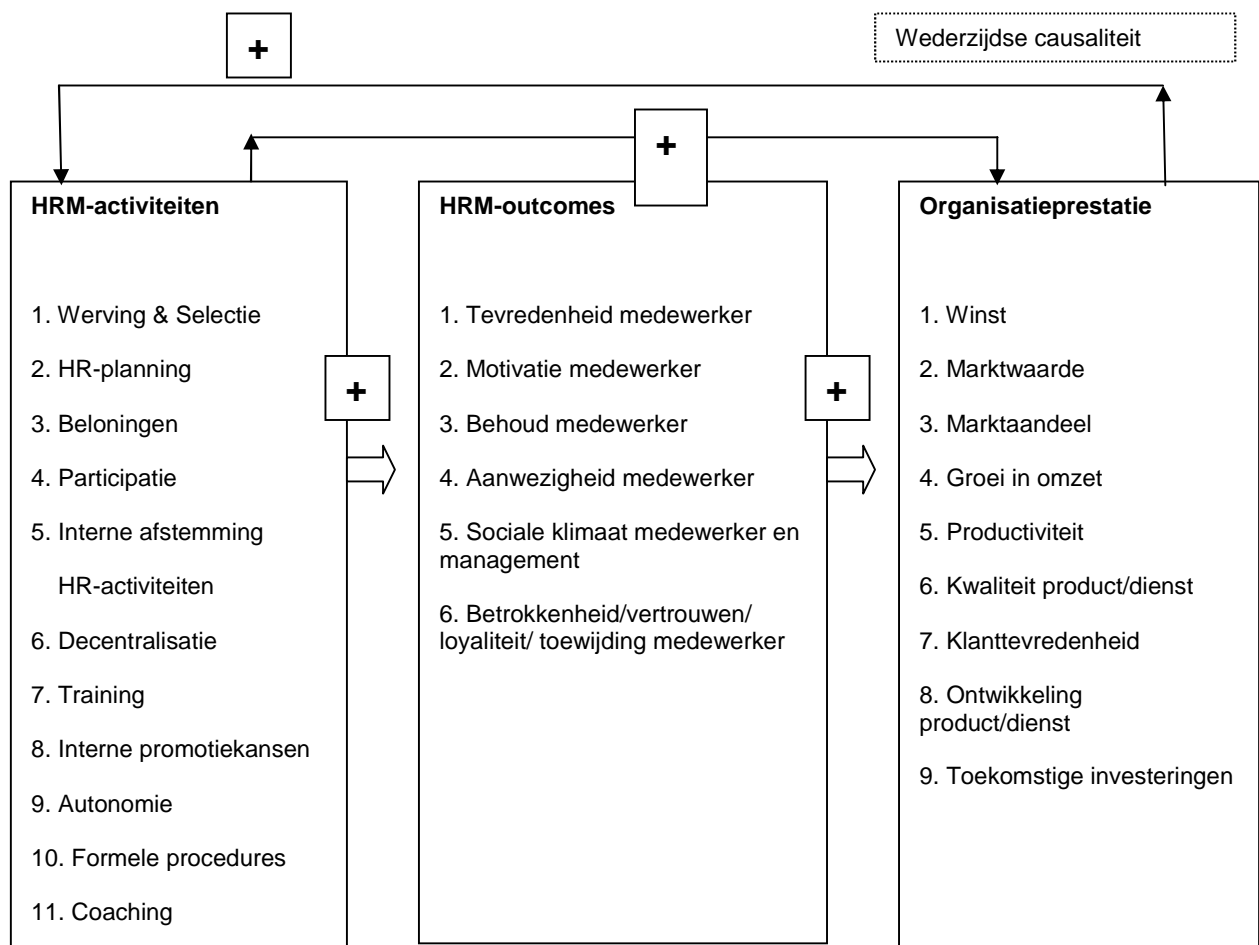 +
Wederzijdse causaliteit
+
HRM-activiteiten
1. Werving & Selectie
2. HR-planning
3. Beloningen
4. Participatie
5. Interne afstemming
HR-activiteiten
6. Decentralisatie
7. Training
8. Interne promotiekansen
9. Autonomie
10. Formele procedures
11. Coaching
+
HRM-outcomes
1. Tevredenheid medewerker
2. Motivatie medewerker
3. Behoud medewerker
4. Aanwezigheid medewerker
5. Sociale klimaat medewerker en
management
6. Betrokkenheid/vertrouwen/
loyaliteit/ toewijding medewerker
+
Organisatieprestatie
1. Winst
2. Marktwaarde
3. Marktaandeel
4. Groei in omzet
5. Productiviteit
6. Kwaliteit product/dienst
7. Klanttevredenheid
8. Ontwikkeling
product/dienst
9. Toekomstige investeringen